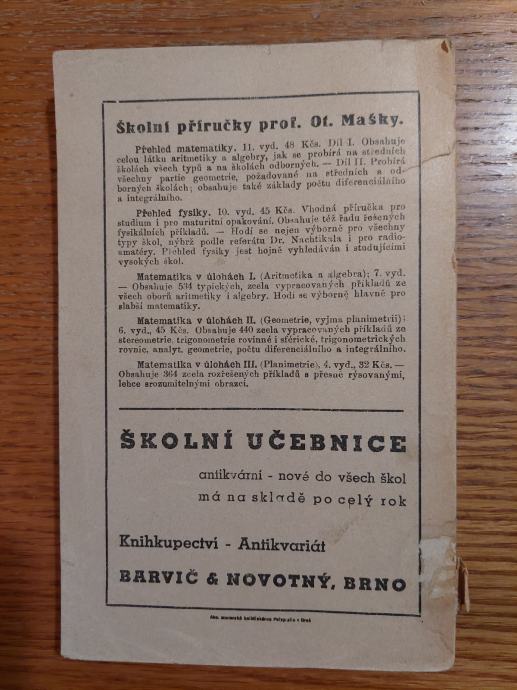 Školní příručky prof. Ot. Mašky.
Přehled matematiky. 11. vyd. 48 Kčs. Díl I. Obsahuje
celou látku aritmetiky a algebry, jak se probírá na středních
školách všech typů a na školách odborných. — Díl II. Probírá
všechny partie geometrie, požadované na středních a od-
borných školách; obsahuje také základy počtu diferenciálního
a integrálního.
Přehled fysiky. 10. vyd. 45 Kčs. Vhodná příručka pro
studium i pro maturitní opakování. Obsahuje též řadu řešených
fysikálních příkladů. — Hodí se nejen výborně pro všechny
typy škol, nýbrž podle referátu Dr. Nachtikala i pro radio-
amatéry. Přehled fysiky jest hojně vyhledáván i studujícími
vysokých škol.
Matematika v úlohách I. (Aritmetika a algebra); 7. vyd.
— Obsahuje 534 typických, zcela vypracovaných příkladů ze
všech oborů aritmetiky i algebry. Hodí se výborně hlavně pro
slabší matematiky.
Matematika v úlohách II. (Geometrie, vyjma planimetrii);
6. vyd., 45 Kčs. Obsahuje 440 zcela vypracovaných příkladů ze
stereometrie, trigonometrie rovinné i sférické, trigonometrických
rovnic, analyt. geometrie, počtu diferenciálního a integrálního.
Matematika v úlohách III. (Planimetrie), 4. vyd., 32 Kčs. —
Obsahuje 364 zcela rozřešených příkladů s přesně rýsovanými,
lehce srozumitelnými obrazci.
ŠKOLNÍ UČEBNICE
antikvární - nové do všech škol
má na skladě po celý rok
Knihkupectví - Antikvariát
BARVIČ & NOVOTNÝ, BRNO